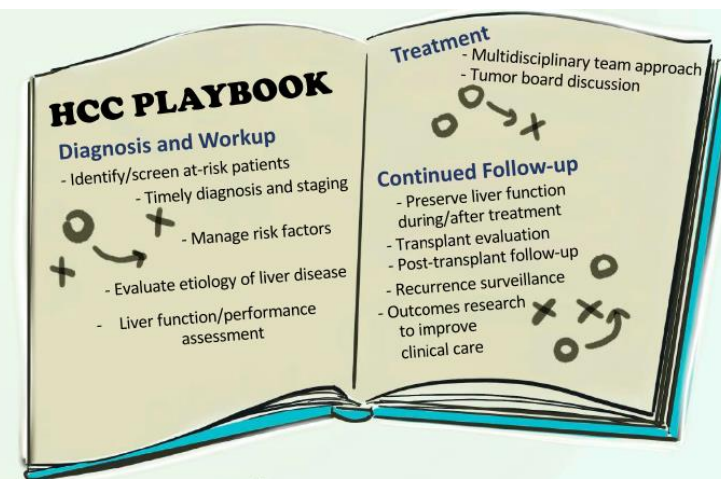 HCC PLAYBOOK
Diagnosis and Workup
- Identify/screen at-risk patients
- Timely diagnosis and staging
- Manage risk factors
- Evaluate etiology of liver disease
- Liver function/performance
assessment
Treatment
- Multidisciplinary team approach
- Tumor board discussion
Continued Follow-up
- Preserve liver function
during/after treatment
- Transplant evaluation
- Post-transplant follow-up
- Recurrence surveillance
- Outcomes research
to improve
clinical care